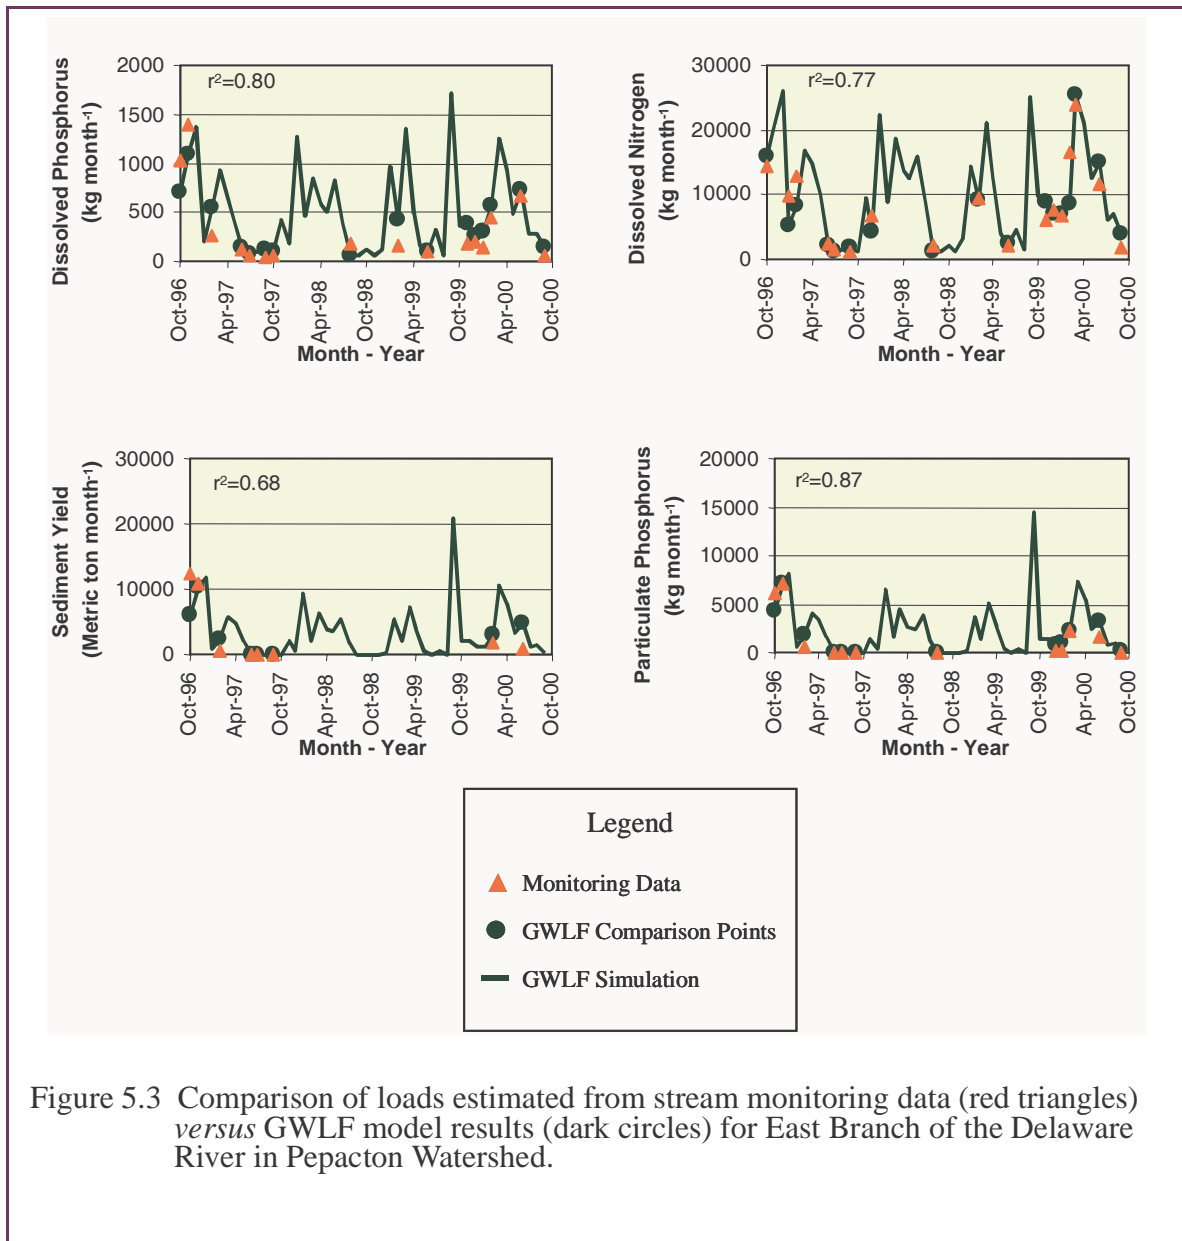 2000
1500
1000
500
0
Dissolved Phosphorus
(kg month-1)
r2=0.80
Oct-96
Apr-97
Oct-97
Apr-98
Oct-98
Apr-99
Oct-99
Apr-00
Oct-00
Month - Year
30000
20000
10000
0
Dissolved Nitrogen
(kg month-1)
r2=0.77
Oct-96
Apr-97
Oct-97
Apr-98
Oct-98
Apr-99
Oct-99
Apr-00
Oct-00
Month - Year
30000
20000
10000
0
Sediment Yield
(Metric ton month-1)
r2=0.68
Oct-96
Apr-97
Oct-97
Apr-98
Oct-98
Apr-99
Oct-99
Apr-00
Oct-00
Month - Year
20000
15000
10000
5000
0
Particulate Phosphorus
(kg month-1)
r2=0.87
Oct-96
Apr-97
Oct-97
Apr-98
Oct-98
Apr-99
Oct-99
Apr-00
Oct-00
Month - Year
Legend
Monitoring Data
GWLF Comparison Points
GWLF Simulation
Figure 5.3 Comparison of loads estimated from stream monitoring data (red triangles)
versus GWLF model results (dark circles) for East Branch of the Delaware
River in Pepacton Watershed.